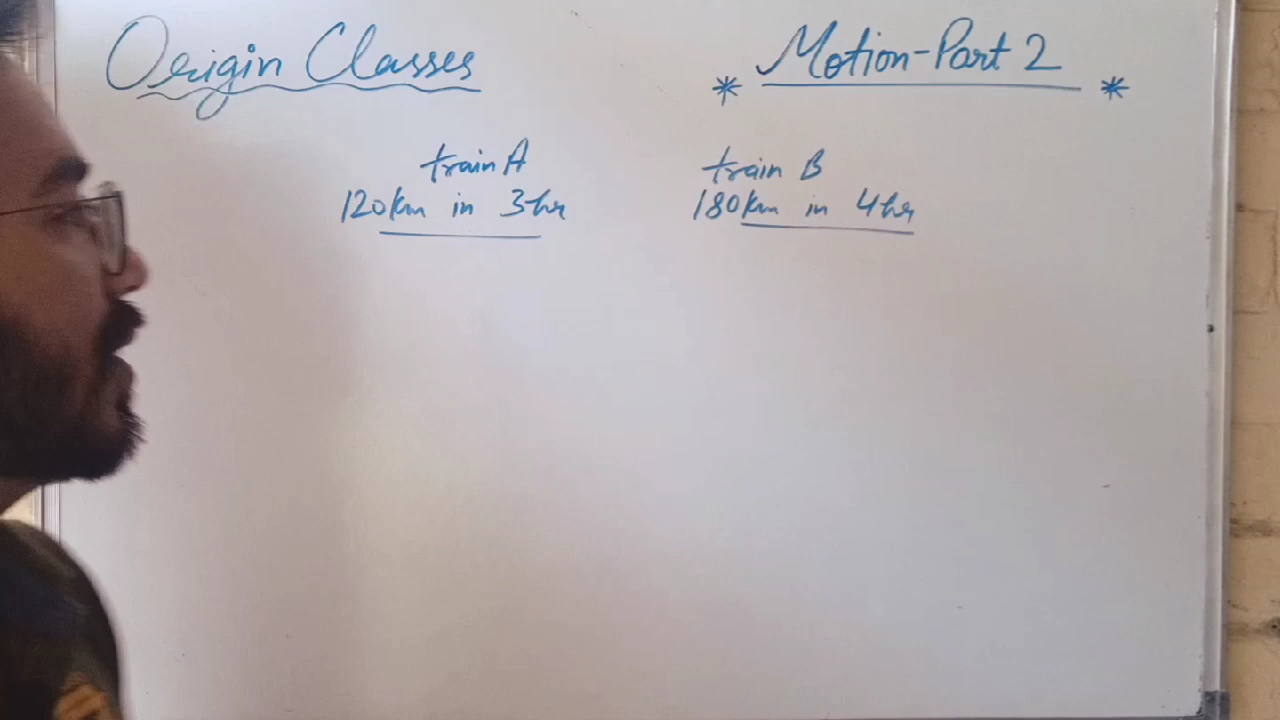 Origin Classes
* Motion-Part 2 *
train A
120km in 3hr
train B
180km in 4hr